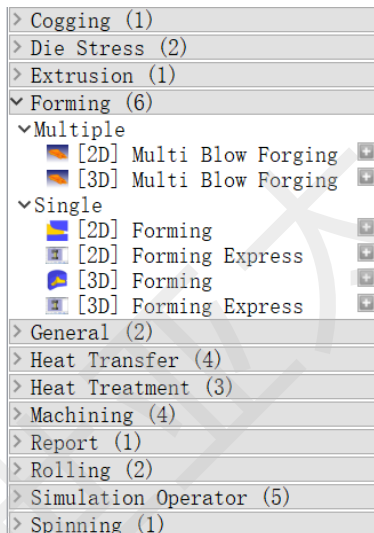 Cogging (1)
Die Stress (2)
Extrusion (1)
Forming (6)
Multiple
[2D] Multi Blow Forging
[3D] Multi Blow Forging
Single
[2D] Forming
[2D] Forming Express
[3D] Forming
[3D] Forming Express
General (2)
Heat Transfer (4)
Heat Treatment (3)
Machining (4)
Report (1)
Rolling (2)
Simulation Operator (5)
Spinning (1)